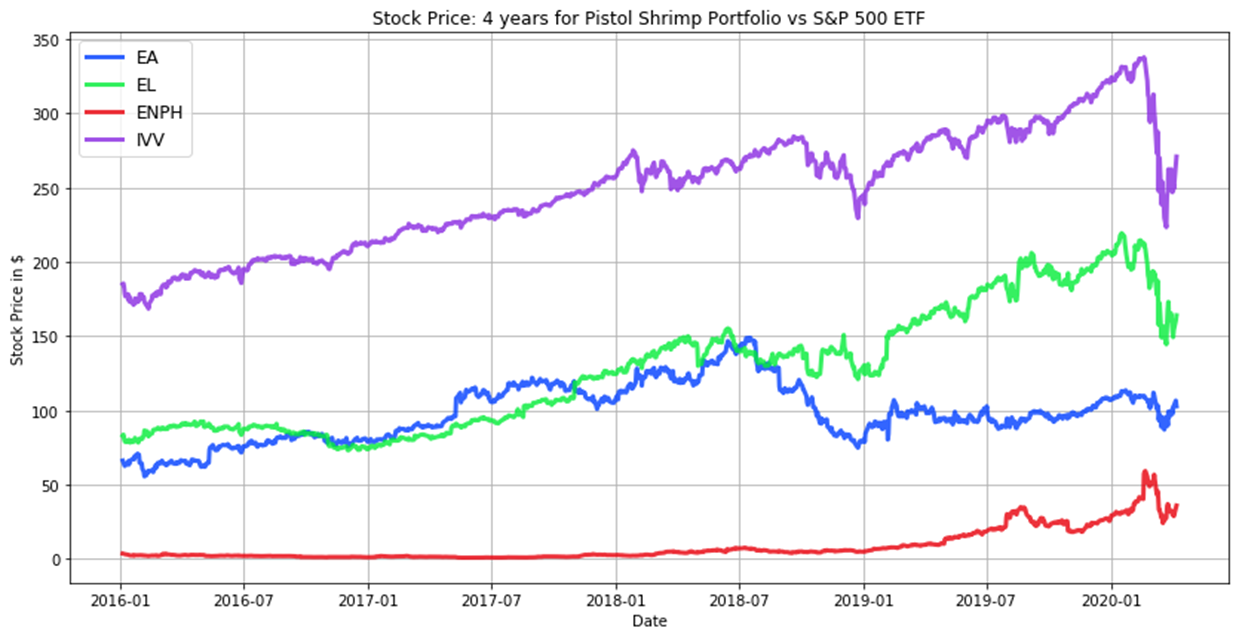 Stock Price: 4 years for Pistol Shrimp Portfolio vs S&P 500 ETF
350
300
250
200
150
100
50
0
Stock Price in $
EA
EL
ENPH
IVV
2016-01 2016-07 2017-01 2017-07 2018-01 2018-07 2019-01 2019-07 2020-01
Date